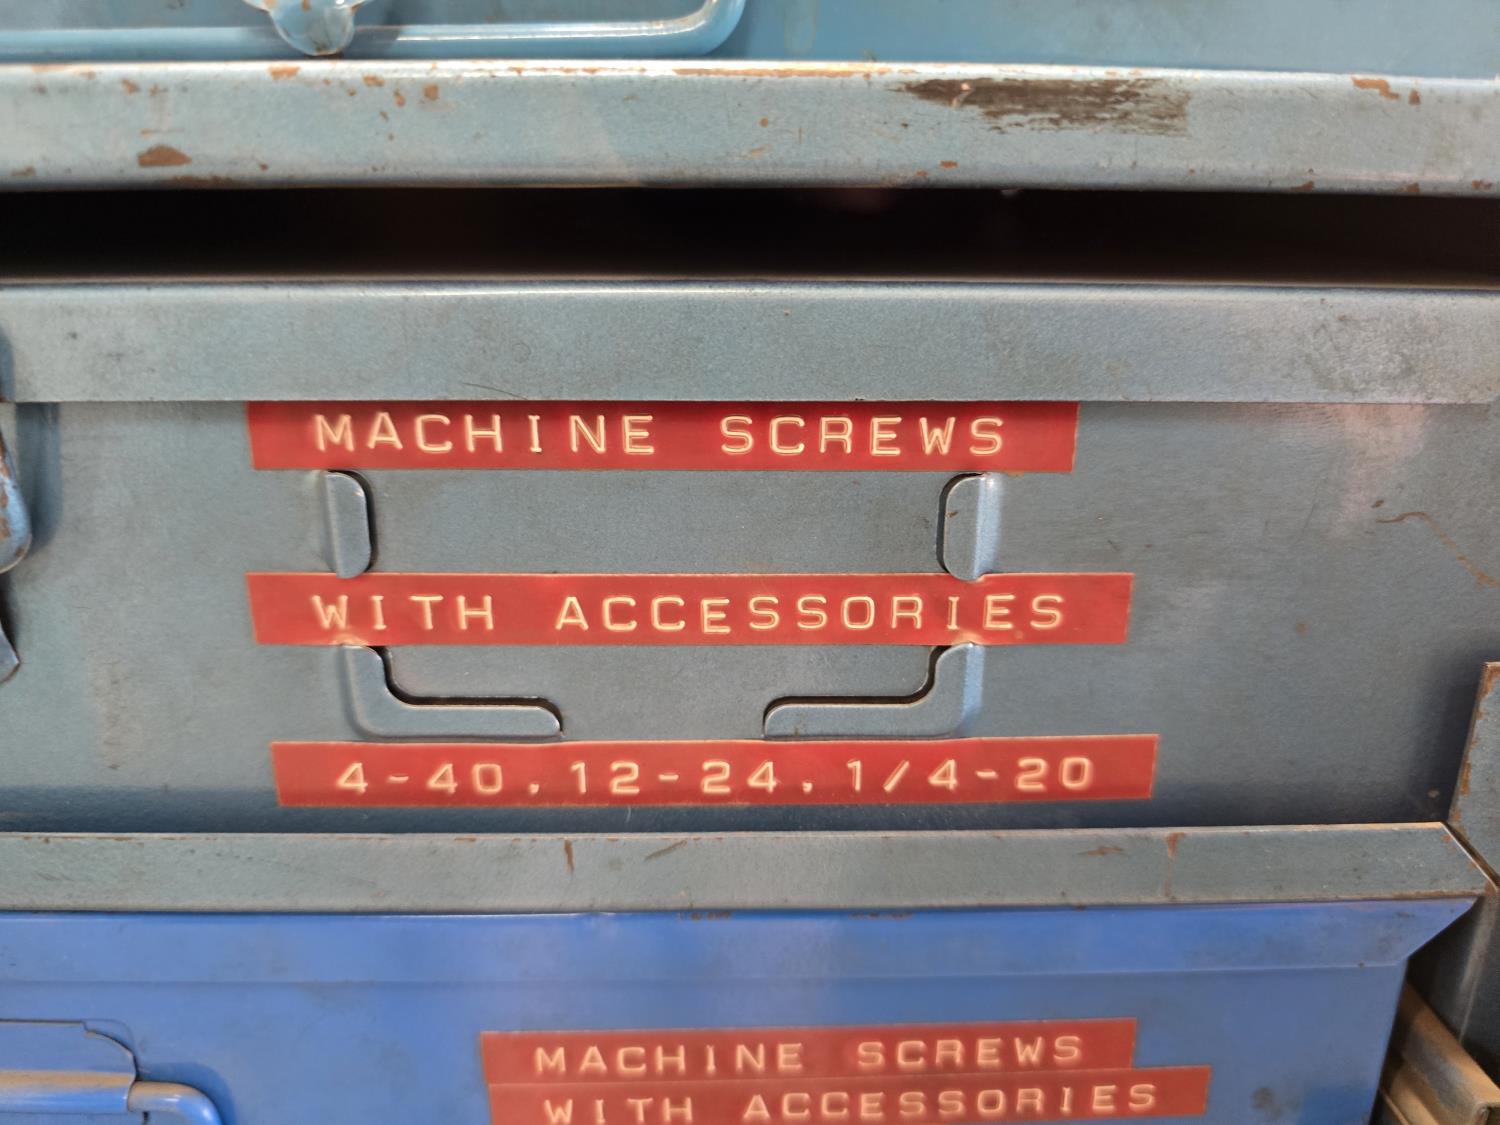 MACHINE SCREWS
WITH ACCESSORIES
4-40, 12-24, 1/4-20
MACHINE SCREWS
WITH ACCESSORIES